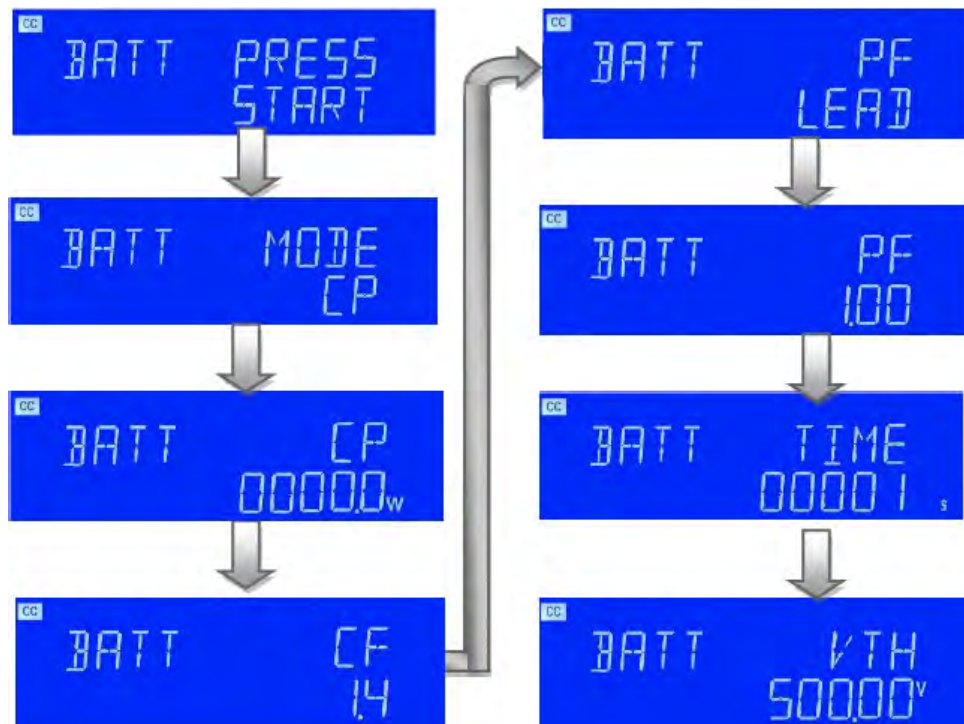 CC
BATT PRESS
START
CC
BATT MODE
CP
CC
BATT CP
0000.0W
CC
BATT CF
1.4
CC
BATT PF
LEAD
CC
BATT PF
1.00
CC
BATT TIME
00001 s
CC
BATT VTH
500.00V